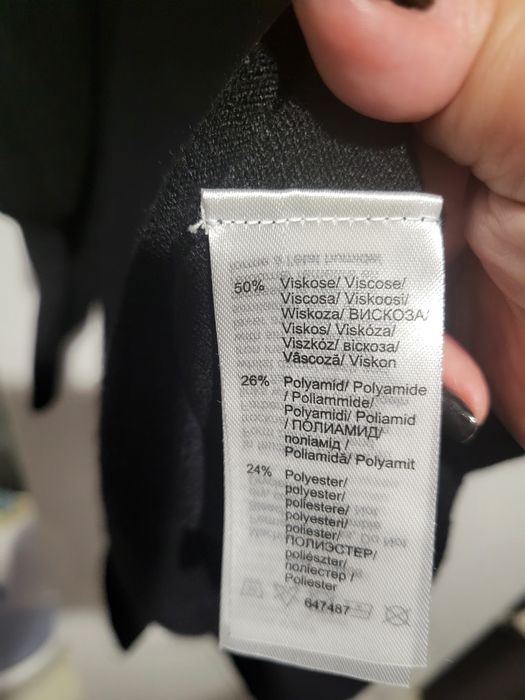 50% Viskose/ Viscose/
Viscosa/ Viskoosi/
Wiskoza/ ВИСКОЗА/
Viskos/ Viskóza/
Viszkóz/ віскоза/
Vâscoză/ Viskon
26% Polyamid/ Polyamide
/ Poliammide/
Polyamidi/ Poliamid
/ ПОЛИАМИД/
поліамід /
Poliamidă/ Polyamit
24% Polyester/
polyester/
poliestere/
polyesteri/
poliester/
ПОЛИЭСТЕР/
poliészter/
поліестер /
Poliester
647487